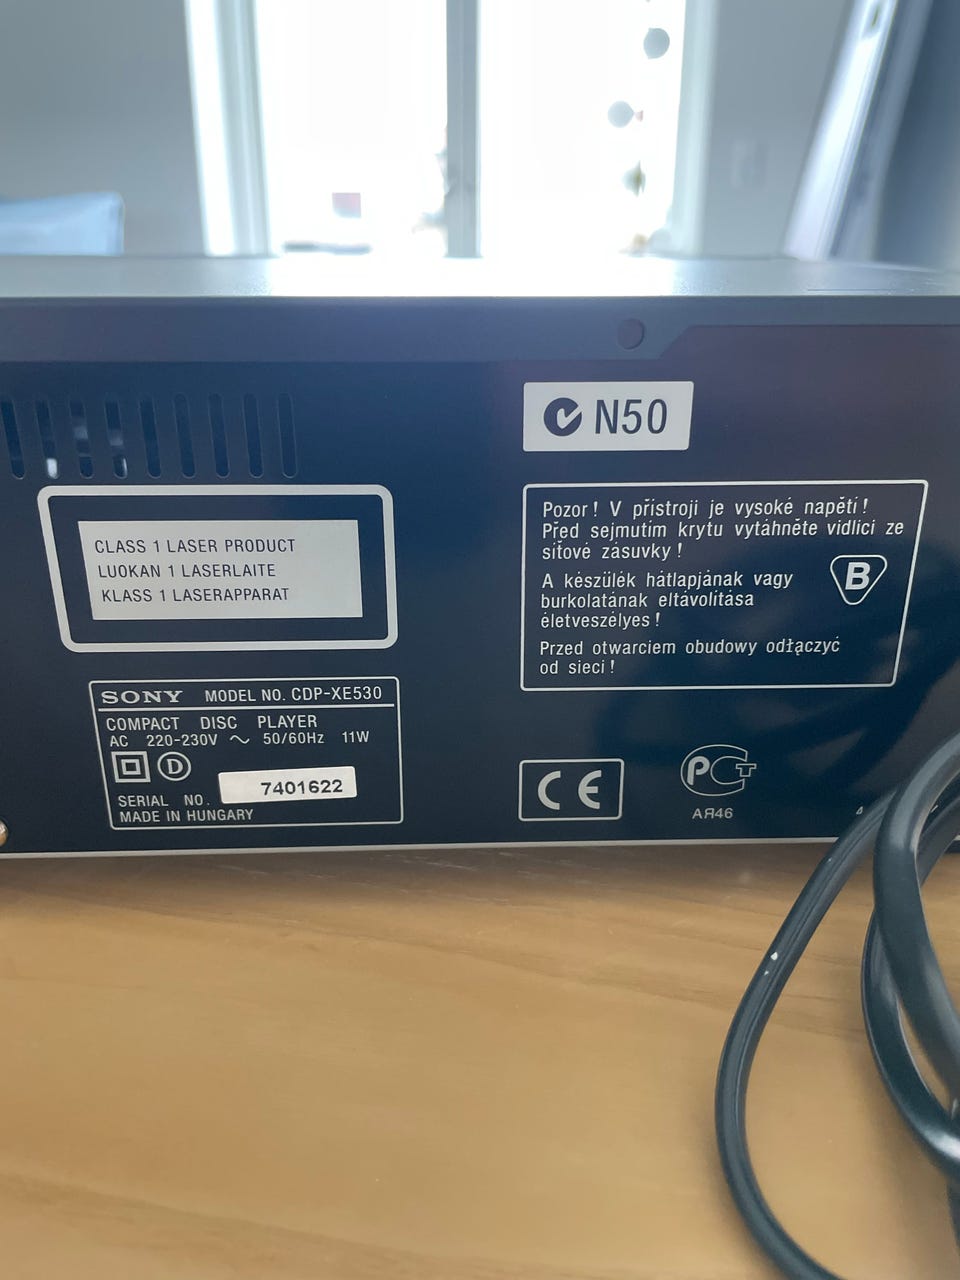 N50
CLASS 1 LASER PRODUCT
LUOKAN 1 LASERLAITE
KLASS 1 LASERAPPARAT
Pozor! V přístroji je vysoké napětí!
Před sejmutím krytu vytáhněte vidlici ze
síťové zásuvky!
A készülék hátlapjának vagy
burkolatának eltávolítása
életveszélyes!
Przed otwarciem obudowy odłączyć
od sieci!
B
SONY MODEL NO. CDP-XE530
COMPACT DISC PLAYER
AC 220-230V ~ 50/60Hz 11W
D
SERIAL NO. 7401622
MADE IN HUNGARY
CE
РСТ
АЯ46